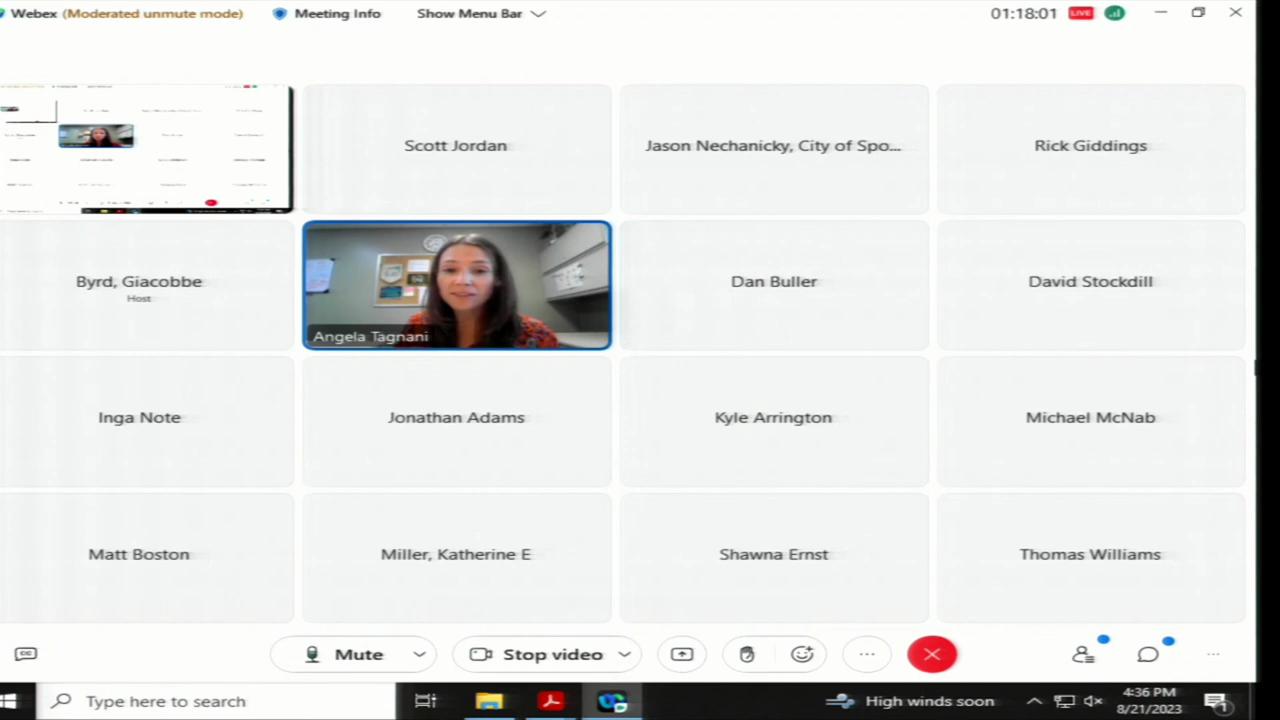 Webex (Moderated unmute mode) Meeting Info Show Menu Bar 01:18:01 LIVE
Scott Jordan Jason Nechanicky, City of Spo... Rick Giddings
Byrd, Giacobbe Dan Buller David Stockdill
Host
Angela Tagnani
Inga Note Jonathan Adams Kyle Arrington Michael McNab
Matt Boston Miller, Katherine E Shawna Ernst Thomas Williams
CC Mute Stop video
Type here to search High winds soon 4:36 PM
8/21/2023 1